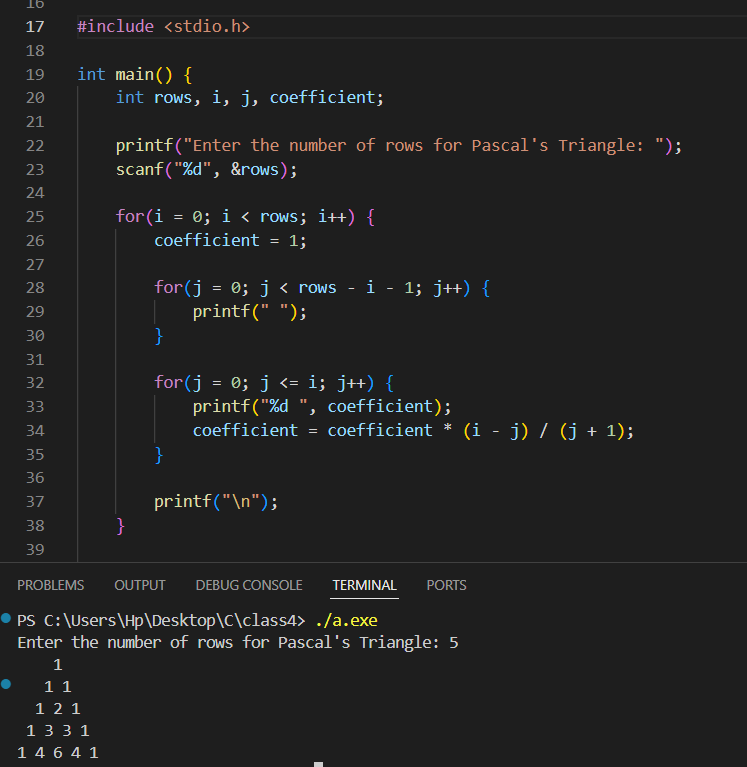 16
17 #include <stdio.h>
18
19 int main() {
20     int rows, i, j, coefficient;
21
22     printf("Enter the number of rows for Pascal's Triangle: ");
23     scanf("%d", &rows);
24
25     for(i = 0; i < rows; i++) {
26         coefficient = 1;
27
28         for(j = 0; j < rows - i - 1; j++) {
29             printf(" ");
30         }
31
32         for(j = 0; j <= i; j++) {
33             printf("%d ", coefficient);
34             coefficient = coefficient * (i - j) / (j + 1);
35         }
36
37         printf("\n");
38     }
39
PROBLEMS OUTPUT DEBUG CONSOLE TERMINAL PORTS
PS C:\Users\Hp\Desktop\C\class4> ./a.exe
Enter the number of rows for Pascal's Triangle: 5
    1
   1 1
  1 2 1
 1 3 3 1
1 4 6 4 1